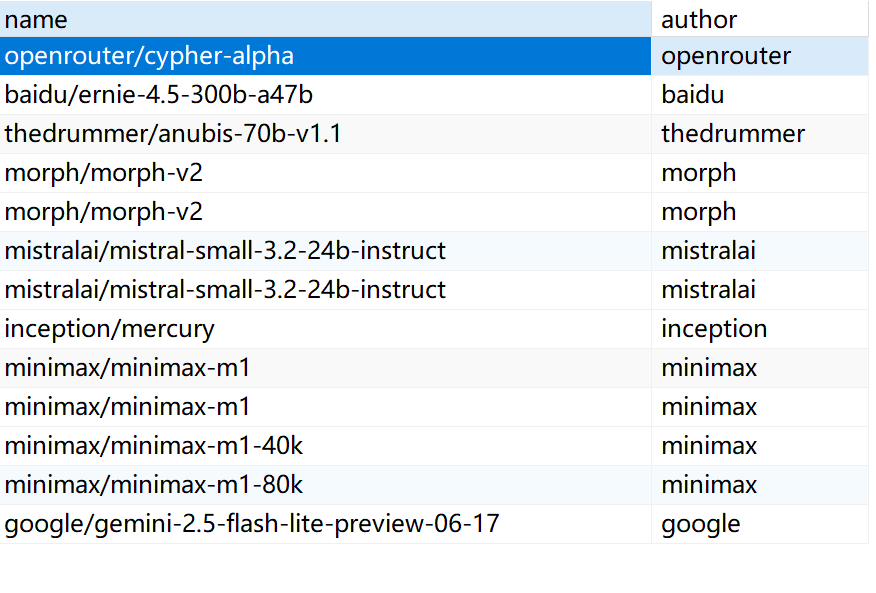 name author
openrouter/cypher-alpha openrouter
baidu/ernie-4.5-300b-a47b baidu
thedrummer/anubis-70b-v1.1 thedrummer
morph/morph-v2 morph
morph/morph-v2 morph
mistralai/mistral-small-3.2-24b-instruct mistralai
mistralai/mistral-small-3.2-24b-instruct mistralai
inception/mercury inception
minimax/minimax-m1 minimax
minimax/minimax-m1 minimax
minimax/minimax-m1-40k minimax
minimax/minimax-m1-80k minimax
google/gemini-2.5-flash-lite-preview-06-17 google